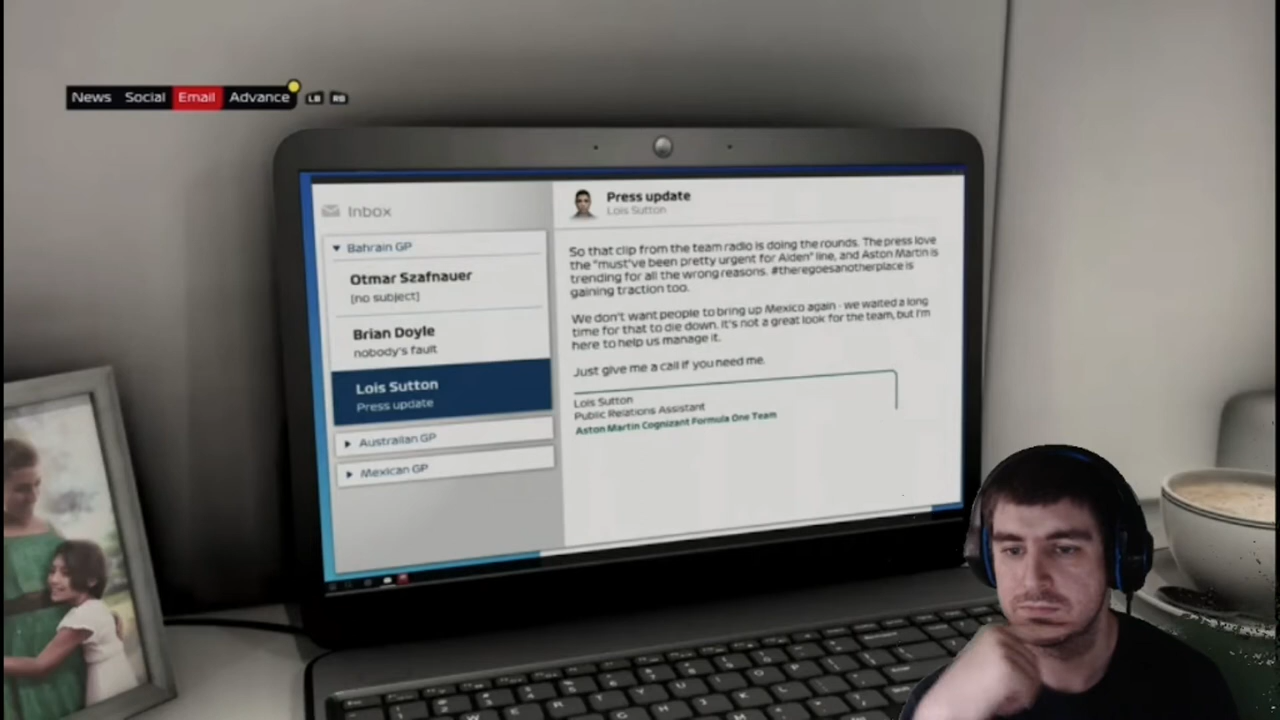 News Social Email Advance LB RB
Inbox
Bahrain GP
Otmar Szafnauer
[no subject]
Brian Doyle
nobody's fault
Lois Sutton
Press update
Australian GP
Mexican GP
Press update
Lois Sutton
So that clip from the team radio is doing the rounds. The press love
the "must've been pretty urgent for Aiden" line, and Aston Martin is
trending for all the wrong reasons. #theregoesanotherplace is
gaining traction too.
We don't want people to bring up Mexico again - we waited a long
time for that to die down. It's not a great look for the team, but I'm
here to help us manage it.
Just give me a call if you need me.
Lois Sutton
Public Relations Assistant
Aston Martin Cognizant Formula One Team